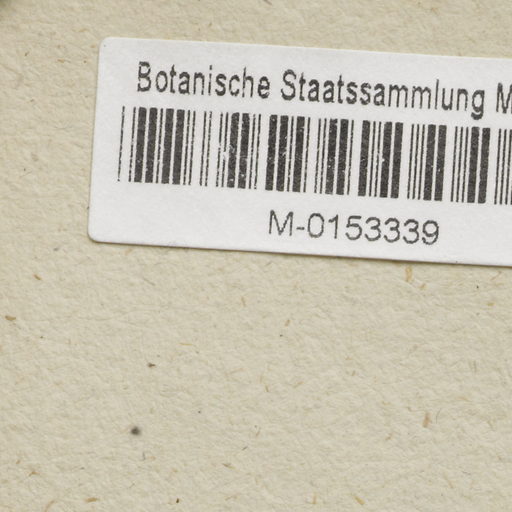 Botanische Staatssammlung M
M-0153339